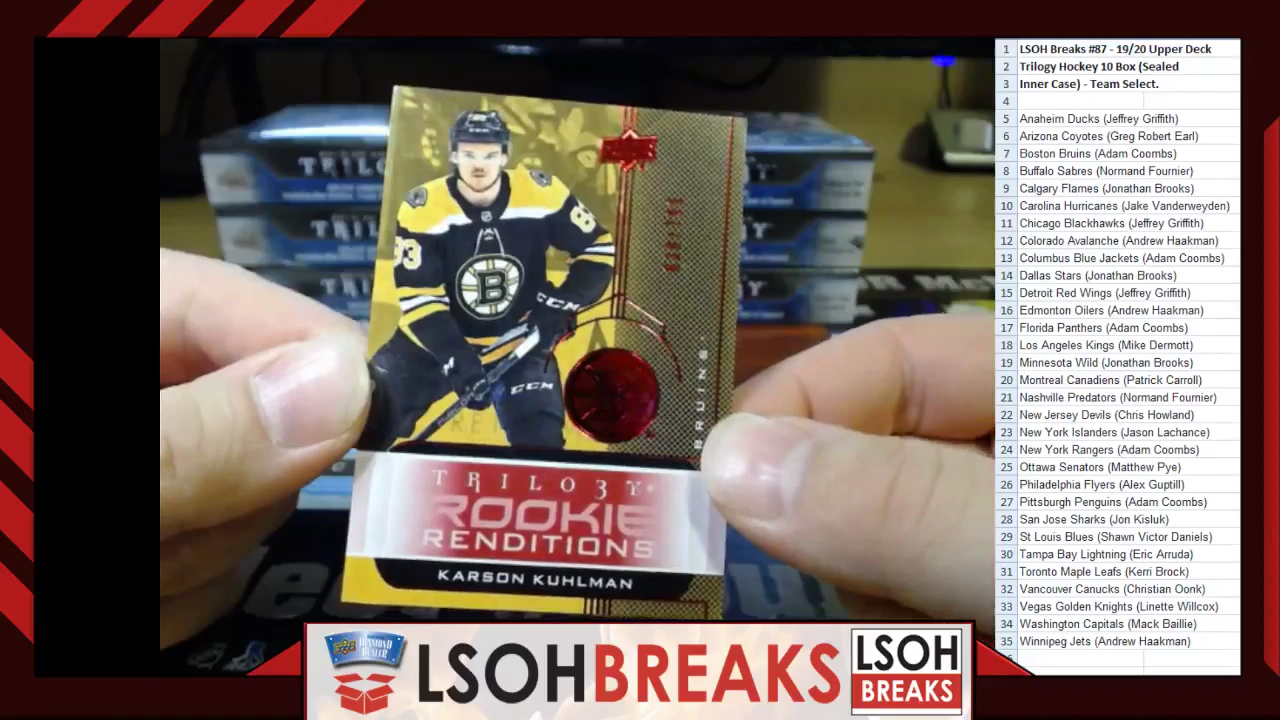 TRILOGY
TRILOGY
83
83
B
CCM
CCM
BRUINS
TRILO3Y
ROOKIE
RENDITIONS
KARSON KUHLMAN
1 LSOH Breaks #87 - 19/20 Upper Deck
2 Trilogy Hockey 10 Box (Sealed
3 Inner Case) - Team Select.
4
5 Anaheim Ducks (Jeffrey Griffith)
6 Arizona Coyotes (Greg Robert Earl)
7 Boston Bruins (Adam Coombs)
8 Buffalo Sabres (Normand Fournier)
9 Calgary Flames (Jonathan Brooks)
10 Carolina Hurricanes (Jake Vanderweyden)
11 Chicago Blackhawks (Jeffrey Griffith)
12 Colorado Avalanche (Andrew Haakman)
13 Columbus Blue Jackets (Adam Coombs)
14 Dallas Stars (Jonathan Brooks)
15 Detroit Red Wings (Jeffrey Griffith)
16 Edmonton Oilers (Andrew Haakman)
17 Florida Panthers (Adam Coombs)
18 Los Angeles Kings (Mike Dermott)
19 Minnesota Wild (Jonathan Brooks)
20 Montreal Canadiens (Patrick Carroll)
21 Nashville Predators (Normand Fournier)
22 New Jersey Devils (Chris Howland)
23 New York Islanders (Jason Lachance)
24 New York Rangers (Adam Coombs)
25 Ottawa Senators (Matthew Pye)
26 Philadelphia Flyers (Alex Guptill)
27 Pittsburgh Penguins (Adam Coombs)
28 San Jose Sharks (Jon Kisluk)
29 St Louis Blues (Shawn Victor Daniels)
30 Tampa Bay Lightning (Eric Arruda)
31 Toronto Maple Leafs (Kerri Brock)
32 Vancouver Canucks (Christian Oonk)
33 Vegas Golden Knights (Linette Willcox)
34 Washington Capitals (Mack Baillie)
35 Winnipeg Jets (Andrew Haakman)
DIAMOND
DEALER
LSOHBREAKS
LSOH
BREAKS